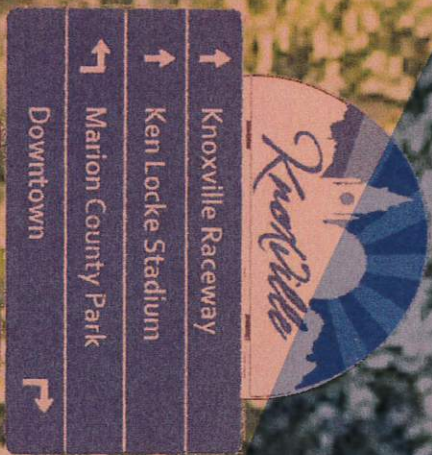 Knoxville
Knoxville Raceway
Ken Locke Stadium
Marion County Park
Downtown